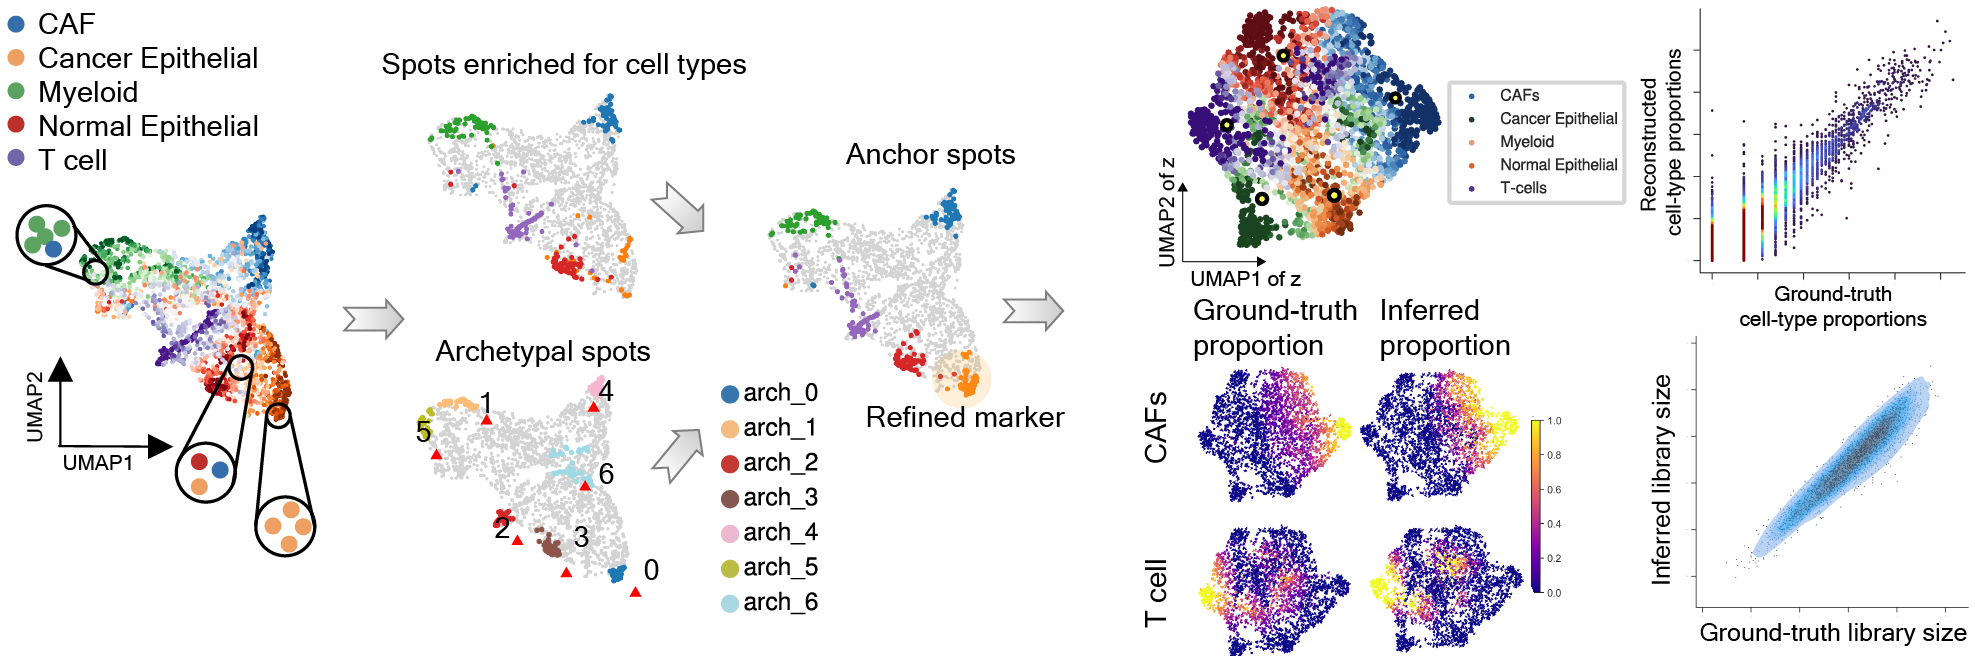 CAF
Cancer Epithelial
Myeloid
Normal Epithelial
T cell
UMAP2
UMAP1
Spots enriched for cell types
Archetypal spots
1
4
5
6
2
3
0
arch_0
arch_1
arch_2
arch_3
arch_4
arch_5
arch_6
Anchor spots
Refined marker
UMAP2 of z
UMAP1 of z
CAFs
Cancer Epithelial
Myeloid
Normal Epithelial
T-cells
Ground-truth
proportion
Inferred
proportion
CAFs
T cell
1.0
0.8
0.6
0.4
0.2
0.0
Reconstructed
cell-type proportions
Ground-truth
cell-type proportions
Inferred library size
Ground-truth library size